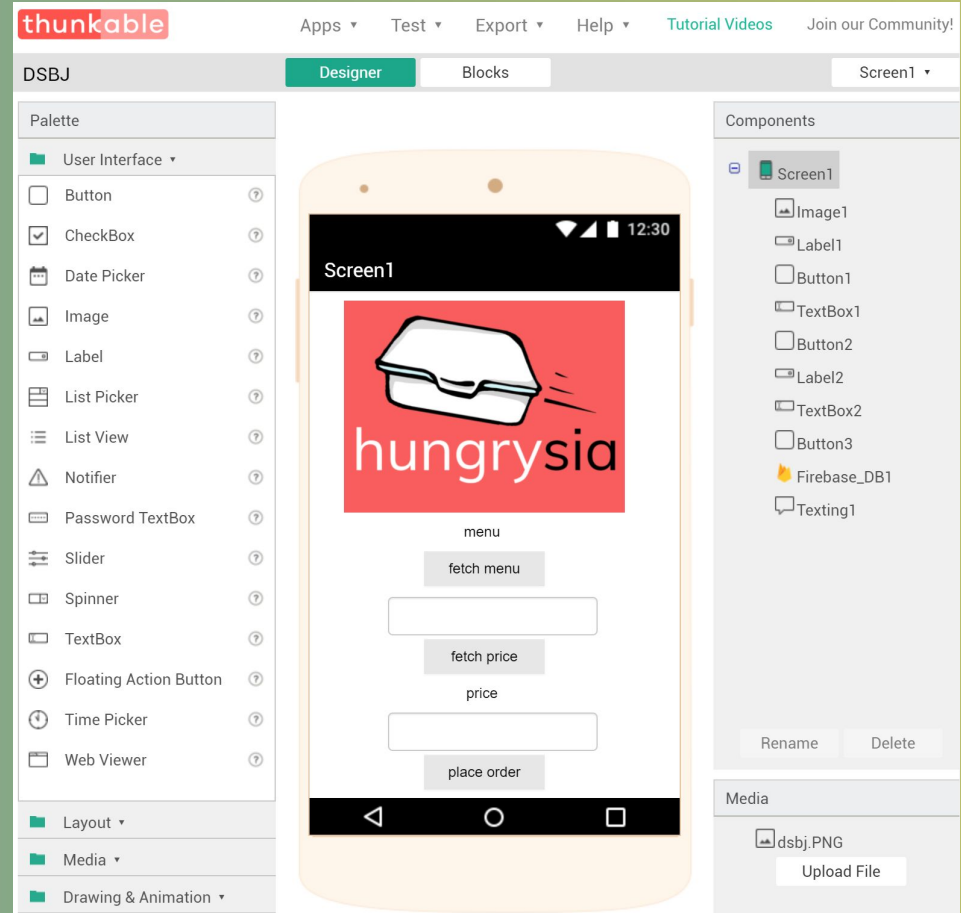 thunkable
Apps ▾ Test ▾ Export ▾ Help ▾ Tutorial Videos Join our Community!
DSBJ
Designer
Blocks
Screen1 ▾
Palette
User Interface ▾
Button
CheckBox
Date Picker
Image
Label
List Picker
List View
Notifier
Password TextBox
Slider
Spinner
TextBox
Floating Action Button
Time Picker
Web Viewer
Layout ▾
Media ▾
Drawing & Animation ▾
12:30
Screen1
hungrysia
menu
fetch menu
fetch price
price
place order
Components
Screen1
Image1
Label1
Button1
TextBox1
Button2
Label2
TextBox2
Button3
Firebase_DB1
Texting1
Rename Delete
Media
dsbj.PNG
Upload File